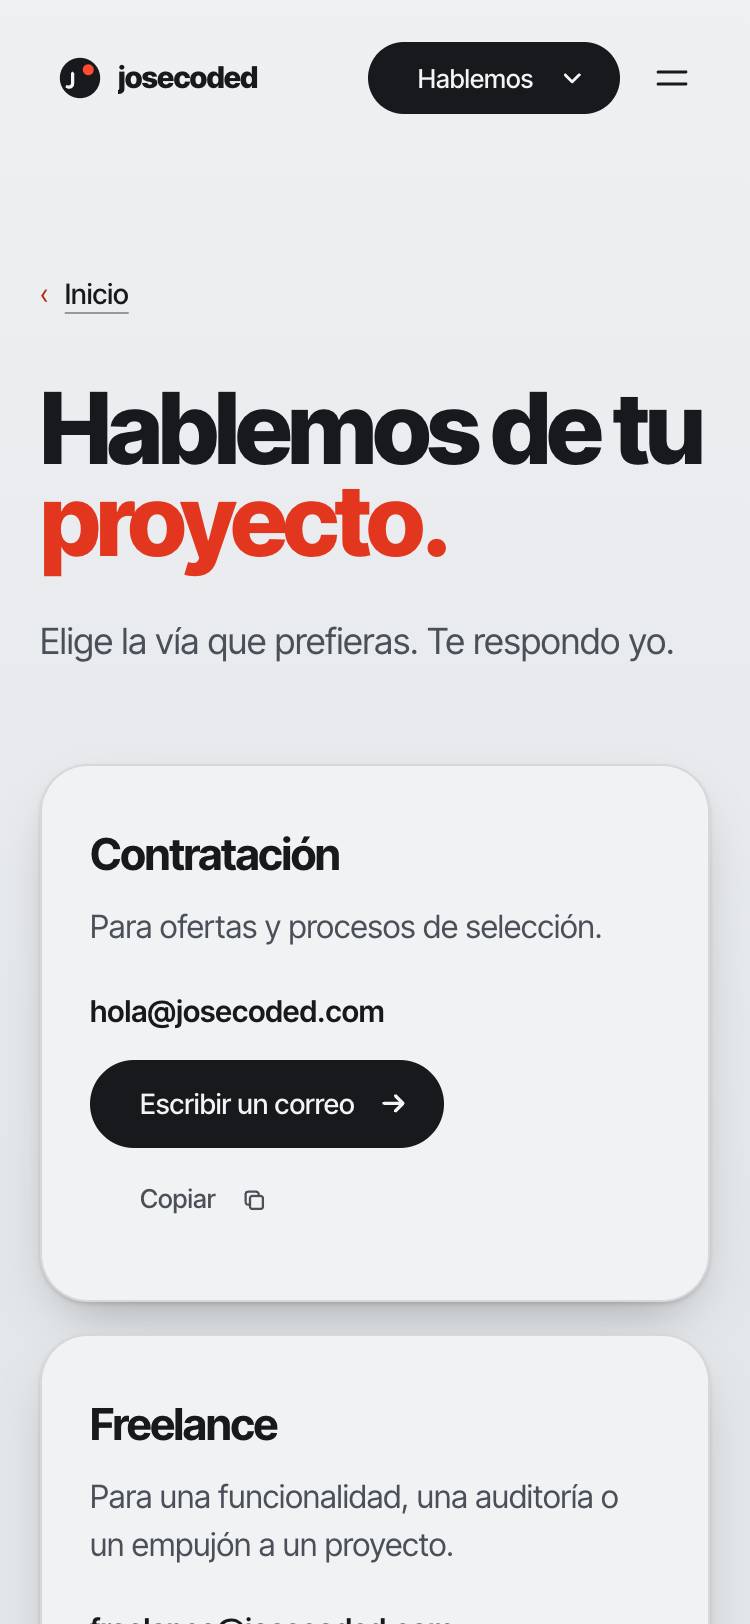 josecoded
Hablemos
Inicio
Hablemos de tu
proyecto.
Elige la vía que prefieras. Te respondo yo.
Contratación
Para ofertas y procesos de selección.
hola@josecoded.com
Escribir un correo
Copiar
Freelance
Para una funcionalidad, una auditoría o
un empujón a un proyecto.